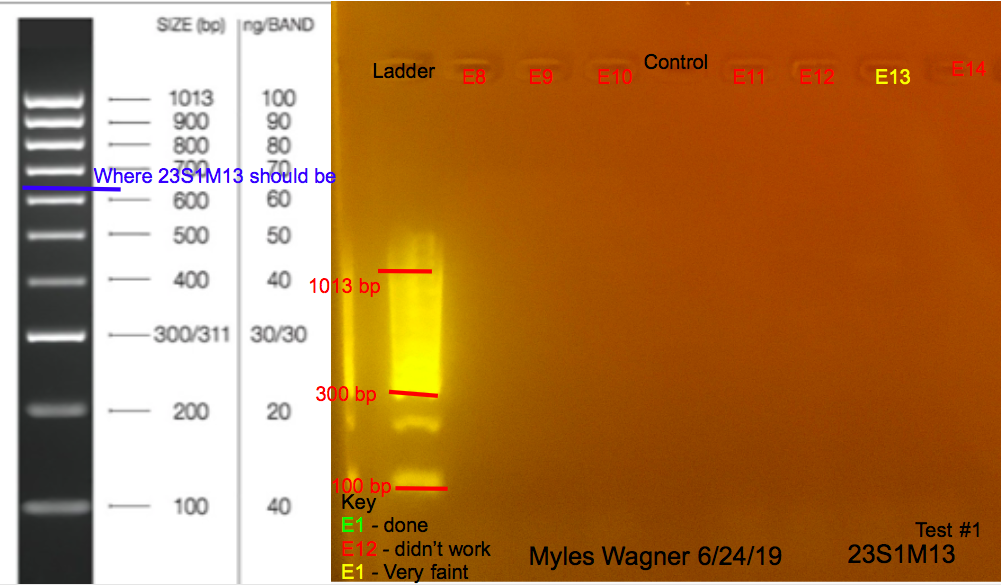 SIZE (bp) ng/BAND
1013 100
900 90
800 80
700 70
Where 23S1M13 should be
600 60
500 50
400 40
300/311 30/30
200 20
100 40
Ladder E8 E9 E10 Control E11 E12 E13 E14
1013 bp
300 bp
100 bp
Key
E1 - done
E12 - didn't work
E1 - Very faint
Myles Wagner 6/24/19
Test #1
23S1M13